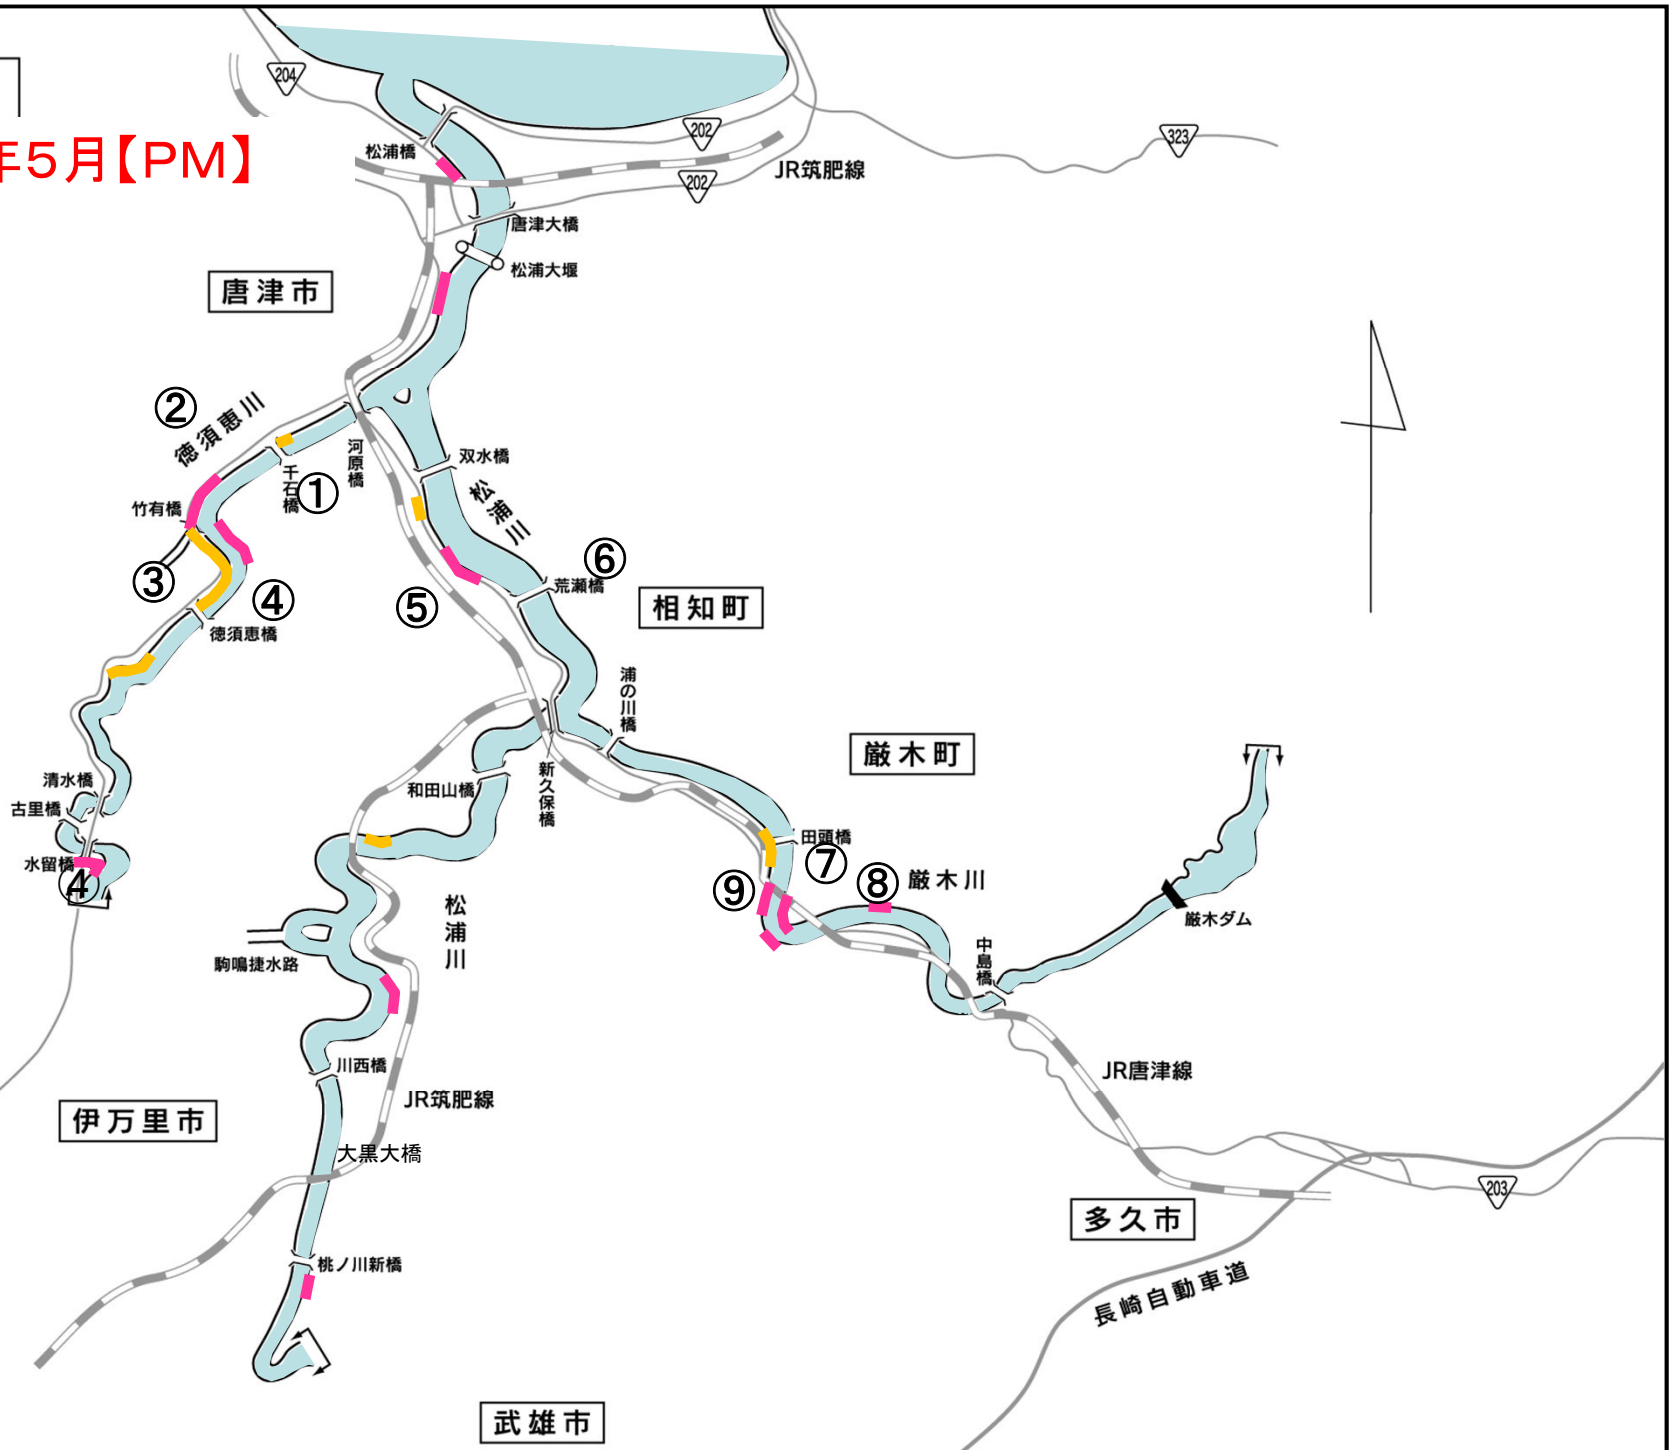 204
年５月【ＰＭ】
松浦橋
202
323
JR筑肥線
202
唐津大橋
松浦大堰
唐津市
②
徳須恵川
河原橋
千石橋
①
双水橋
松浦川
竹有橋
③
④
⑤
⑥
荒瀬橋
相知町
徳須恵橋
浦の川橋
厳木町
清水橋
古里橋
水留橋
④
和田山橋
新久保橋
田頭橋
⑦
⑧
⑨
厳木川
厳木ダム
中島橋
松浦川
駒鳴捷水路
川西橋
JR筑肥線
JR唐津線
伊万里市
大黒大橋
203
多久市
桃ノ川新橋
長崎自動車道
武雄市